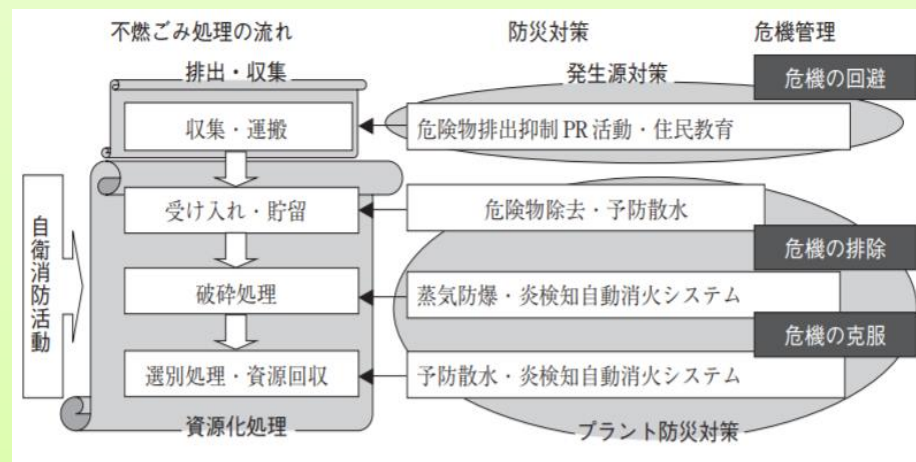 不燃ごみ処理の流れ
防災対策
危機管理
排出・収集
発生源対策
危機の回避
収集・運搬
危険物排出抑制PR活動・住民教育
受け入れ・貯留
危険物除去・予防散水
危機の排除
自衛消防活動
破砕処理
蒸気防爆・炎検知自動消火システム
危機の克服
選別処理・資源回収
予防散水・炎検知自動消火システム
資源化処理
プラント防災対策